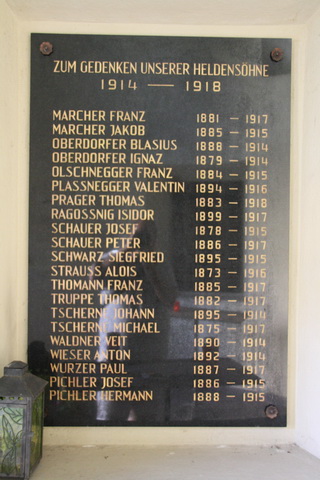 ZUM GEDENKEN UNSERER HELDENSÖHNE
1914 — 1918
MARCHER FRANZ 1881 — 1917
MARCHER JAKOB 1885 — 1915
OBERDORFER BLASIUS 1888 — 1914
OBERDORFER IGNAZ 1879 — 1914
OLSCHNEGGER FRANZ 1884 — 1915
PLASSNEGGER VALENTIN 1894 — 1916
PRAGER THOMAS 1883 — 1918
RAGOSSNIG ISIDOR 1899 — 1917
SCHAUER JOSEF 1878 — 1915
SCHAUER PETER 1886 — 1917
SCHWARZ SIEGFRIED 1895 — 1915
STRAUSS ALOIS 1873 — 1916
THOMANN FRANZ 1885 — 1917
TRUPPE THOMAS 1882 — 1917
TSCHERNE JOHANN 1895 — 1914
TSCHERNE MICHAEL 1875 — 1917
WALDNER VEIT 1890 — 1914
WIESER ANTON 1892 — 1914
WURZER PAUL 1887 — 1917
PICHLER JOSEF 1886 — 1915
PICHLER HERMANN 1888 — 1915